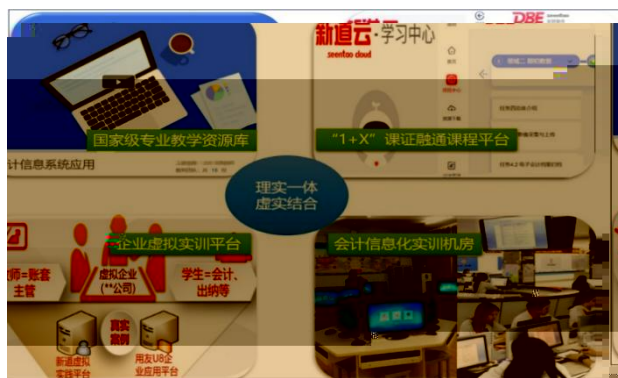 新道云·学习中心
seentao cloud
DBE seentao
国家级专业教学资源库
“1+X”课证融通课程平台
计信息系统应用
理实一体
虚实结合
企业虚拟实训平台
会计信息化实训机房
师=账套
主管
虚拟企业
(**公司)
学生=会计、
出纳等
真实
案例
新道虚拟
实践平台
用友U8企
业应用平台